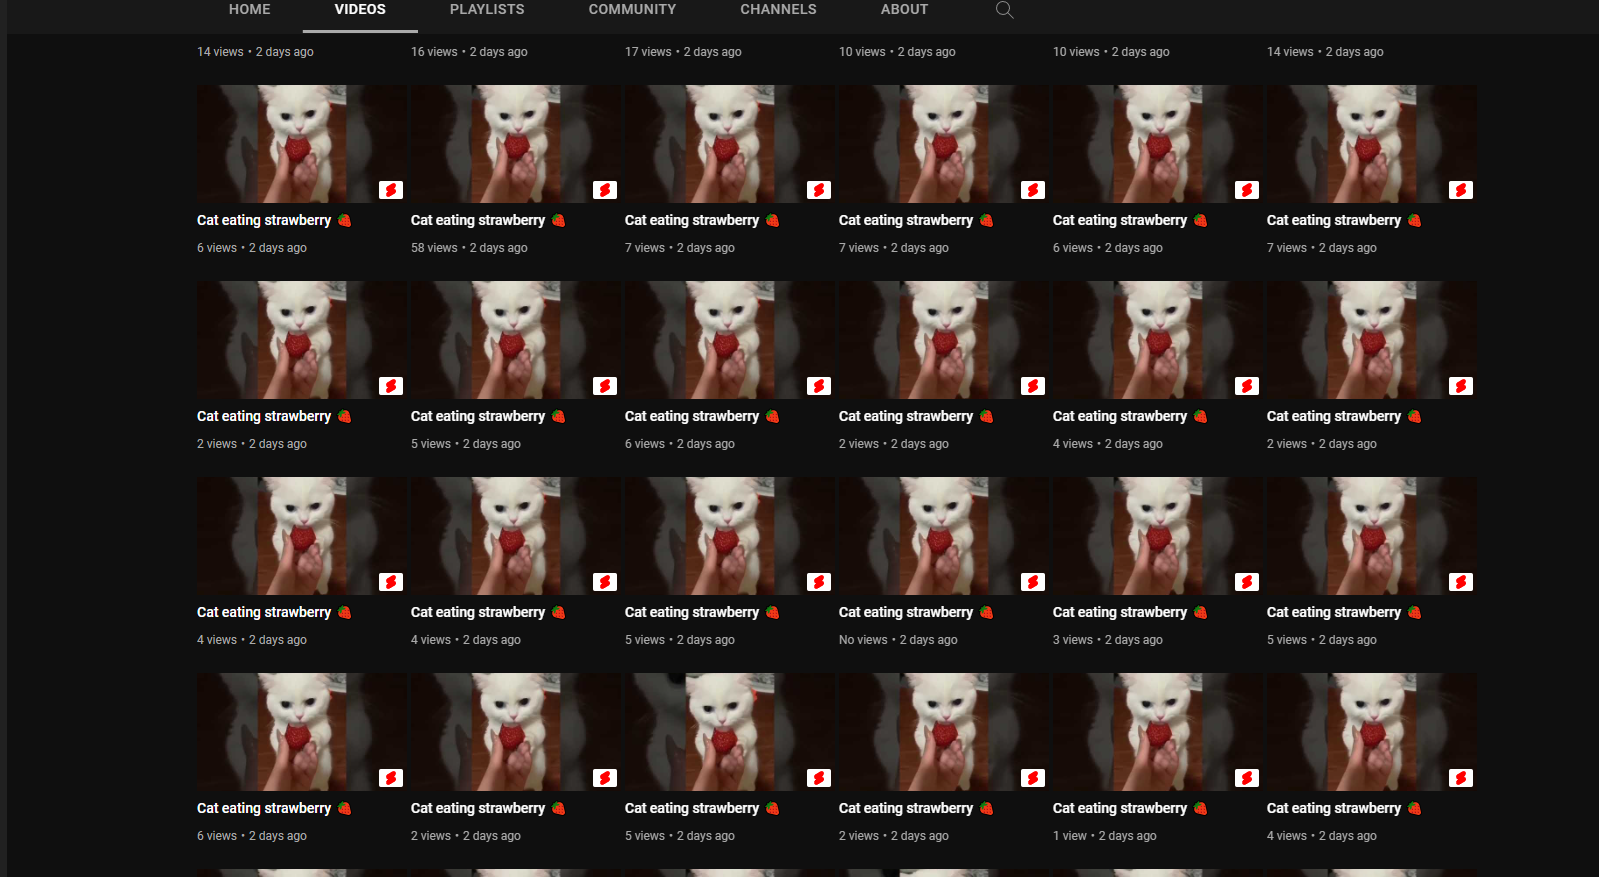 HOME VIDEOS PLAYLISTS COMMUNITY CHANNELS ABOUT
14 views • 2 days ago 16 views • 2 days ago 17 views • 2 days ago 10 views • 2 days ago 10 views • 2 days ago 14 views • 2 days ago
Cat eating strawberry 🍓 Cat eating strawberry 🍓 Cat eating strawberry 🍓 Cat eating strawberry 🍓 Cat eating strawberry 🍓 Cat eating strawberry 🍓
6 views • 2 days ago 58 views • 2 days ago 7 views • 2 days ago 7 views • 2 days ago 6 views • 2 days ago 7 views • 2 days ago
Cat eating strawberry 🍓 Cat eating strawberry 🍓 Cat eating strawberry 🍓 Cat eating strawberry 🍓 Cat eating strawberry 🍓 Cat eating strawberry 🍓
2 views • 2 days ago 5 views • 2 days ago 6 views • 2 days ago 2 views • 2 days ago 4 views • 2 days ago 2 views • 2 days ago
Cat eating strawberry 🍓 Cat eating strawberry 🍓 Cat eating strawberry 🍓 Cat eating strawberry 🍓 Cat eating strawberry 🍓 Cat eating strawberry 🍓
4 views • 2 days ago 4 views • 2 days ago 5 views • 2 days ago No views • 2 days ago 3 views • 2 days ago 5 views • 2 days ago
Cat eating strawberry 🍓 Cat eating strawberry 🍓 Cat eating strawberry 🍓 Cat eating strawberry 🍓 Cat eating strawberry 🍓 Cat eating strawberry 🍓
6 views • 2 days ago 2 views • 2 days ago 5 views • 2 days ago 2 views • 2 days ago 1 view • 2 days ago 4 views • 2 days ago